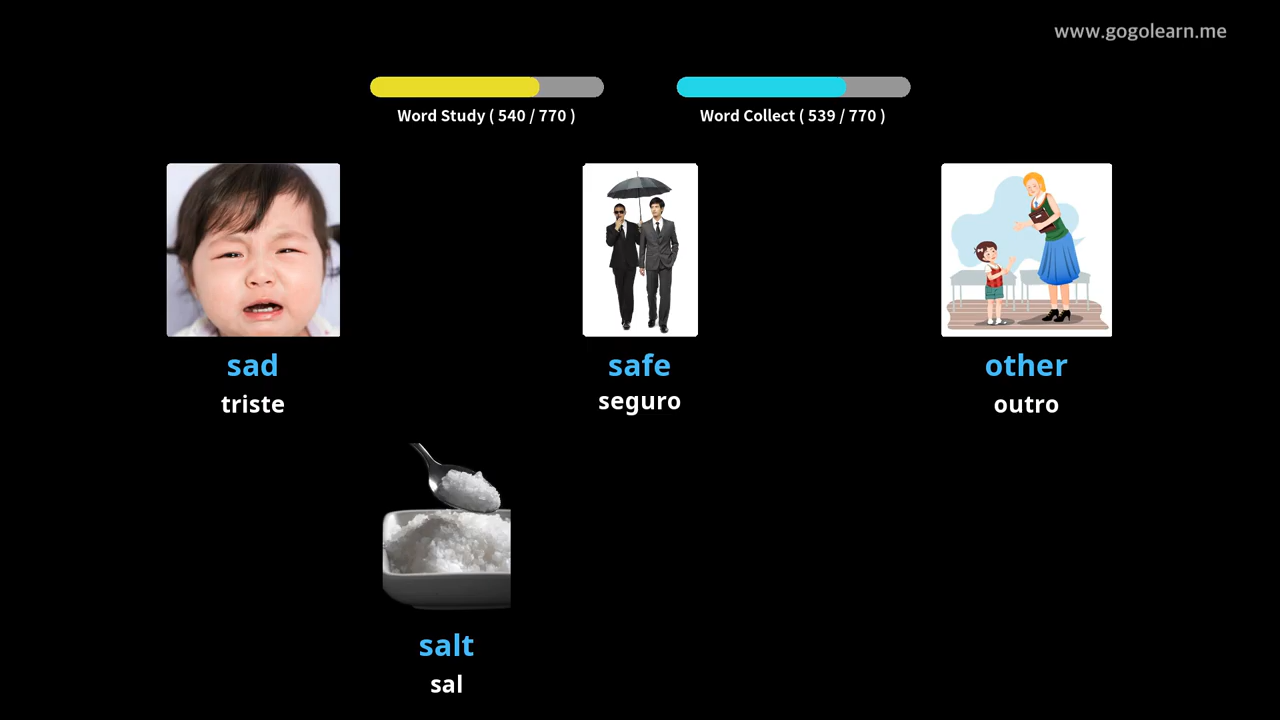 www.gogolearn.me
Word Study ( 540 / 770 )
Word Collect ( 539 / 770 )
sad
triste
safe
seguro
other
outro
salt
sal